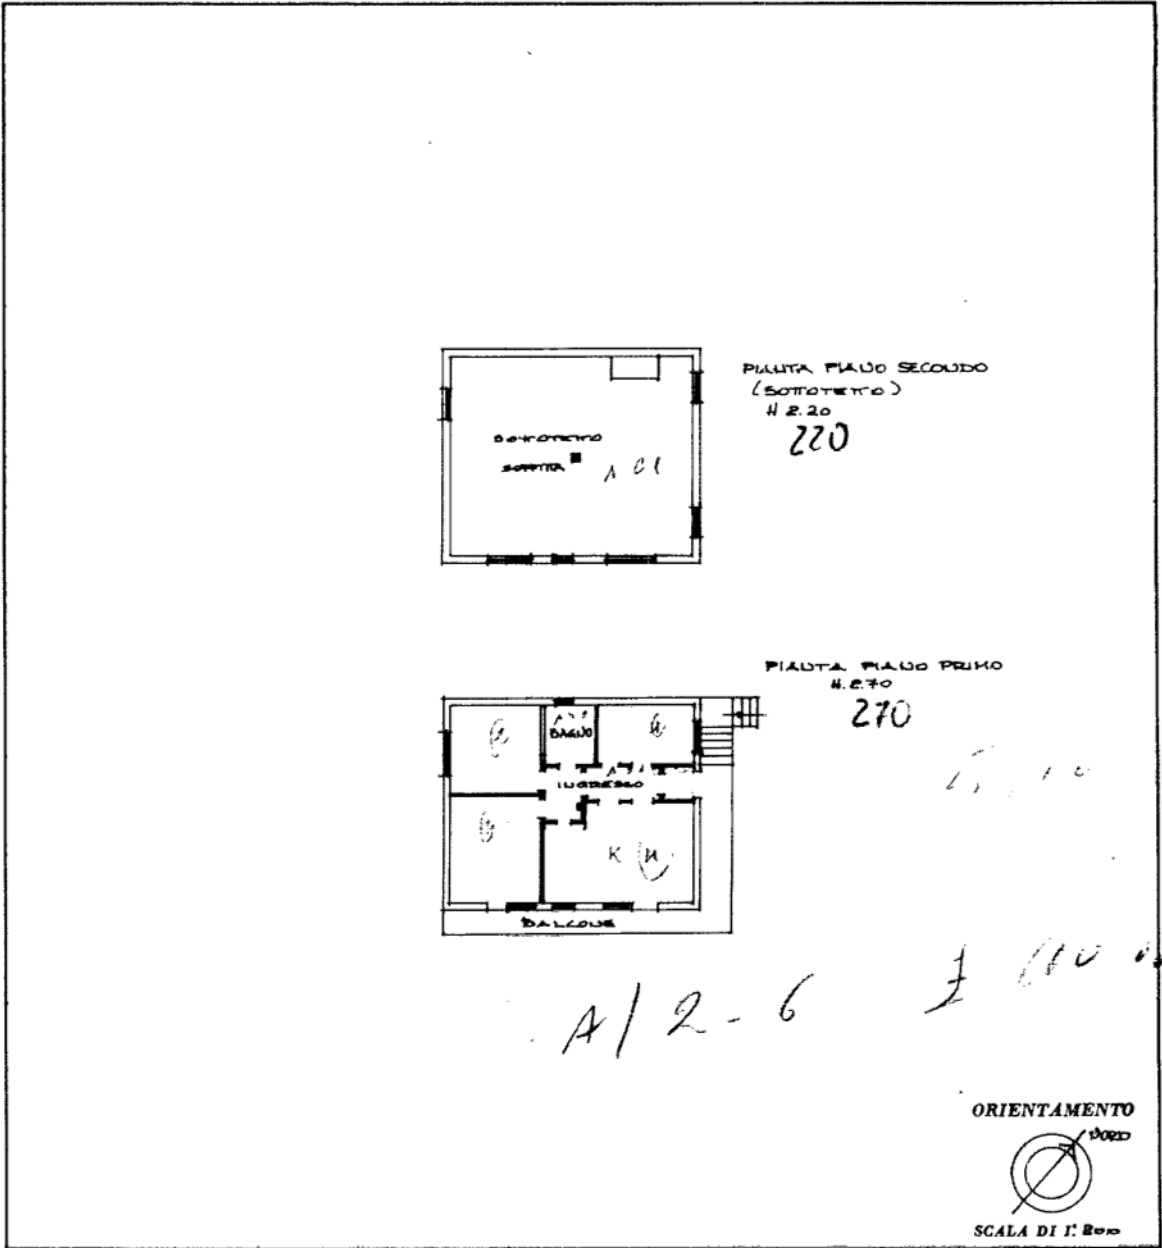 PIANTA PIANO SECONDO
(SOTTOTETTO)
H 2.20
220
SOTTOTETTO
SOFFITTA
PIANTA PIANO PRIMO
H. 2.70
270
BAGNO
INGRESSO
K
BALCONE
A/2-6
ORIENTAMENTO
NORD
SCALA DI 1:200